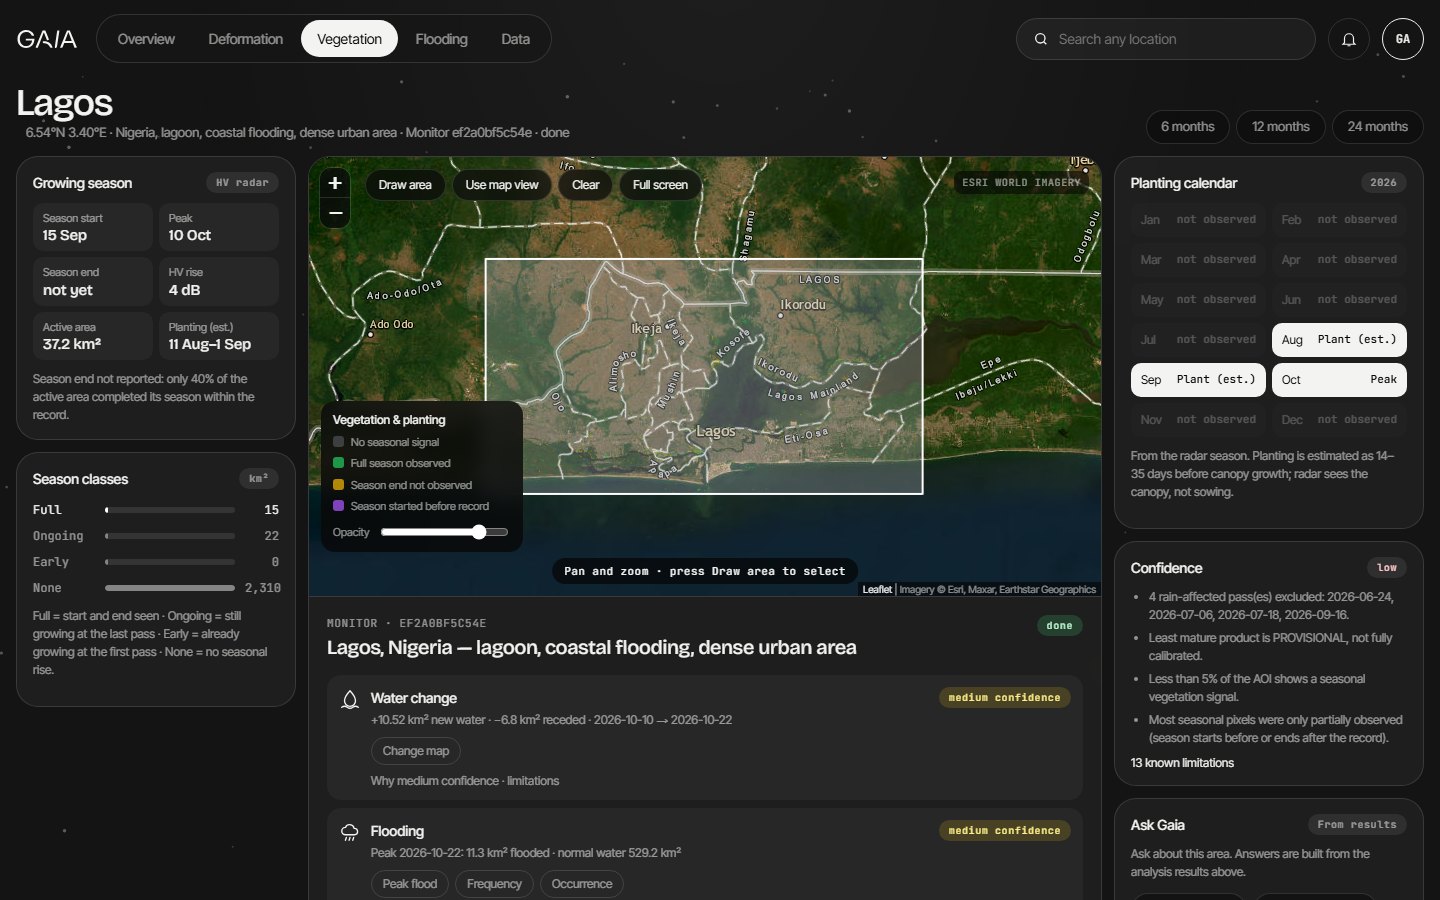 GAIA
Overview
Deformation
Vegetation
Flooding
Data
Search any location
GA
Lagos
6.54°N 3.40°E · Nigeria, lagoon, coastal flooding, dense urban area · Monitor ef2a0bf5c54e · done
6 months
12 months
24 months
Growing season
HV radar
Season start
15 Sep
Peak
10 Oct
Season end
not yet
HV rise
4 dB
Active area
37.2 km²
Planting (est.)
11 Aug–1 Sep
Season end not reported: only 40% of the
active area completed its season within the
record.
Season classes
km²
Full
15
Ongoing
22
Early
0
None
2,310
Full = start and end seen · Ongoing = still
growing at the last pass · Early = already
growing at the first pass · None = no seasonal
rise.
+
−
Draw area
Use map view
Clear
Full screen
ESRI WORLD IMAGERY
Shagamu
Odogbolu
Ado-Odo/Ota
Ado Odo
LAGOS
Ikorodu
Ikeja
Ikeja
Kosofe
Alimosho
Mushin
Ikorodu
Lagos Mainland
Epe
Ibeju/Lekki
Ojo
Lagos
Eti-Osa
Apapa
Vegetation & planting
No seasonal signal
Full season observed
Season end not observed
Season started before record
Opacity
Pan and zoom · press Draw area to select
Leaflet | Imagery © Esri, Maxar, Earthstar Geographics
MONITOR · EF2A0BF5C54E
done
Lagos, Nigeria — lagoon, coastal flooding, dense urban area
Water change
medium confidence
+10.52 km² new water · −6.8 km² receded · 2026-10-10 → 2026-10-22
Change map
Why medium confidence · limitations
Flooding
medium confidence
Peak 2026-10-22: 11.3 km² flooded · normal water 529.2 km²
Peak flood
Frequency
Occurrence
Planting calendar
2026
Jan not observed
Feb not observed
Mar not observed
Apr not observed
May not observed
Jun not observed
Jul not observed
Aug Plant (est.)
Sep Plant (est.)
Oct Peak
Nov not observed
Dec not observed
From the radar season. Planting is estimated as 14–
35 days before canopy growth; radar sees the
canopy, not sowing.
Confidence
low
• 4 rain-affected pass(es) excluded: 2026-06-24,
2026-07-06, 2026-07-18, 2026-09-16.
• Least mature product is PROVISIONAL, not fully
calibrated.
• Less than 5% of the AOI shows a seasonal
vegetation signal.
• Most seasonal pixels were only partially observed
(season starts before or ends after the record).
13 known limitations
Ask Gaia
From results
Ask about this area. Answers are built from the
analysis results above.